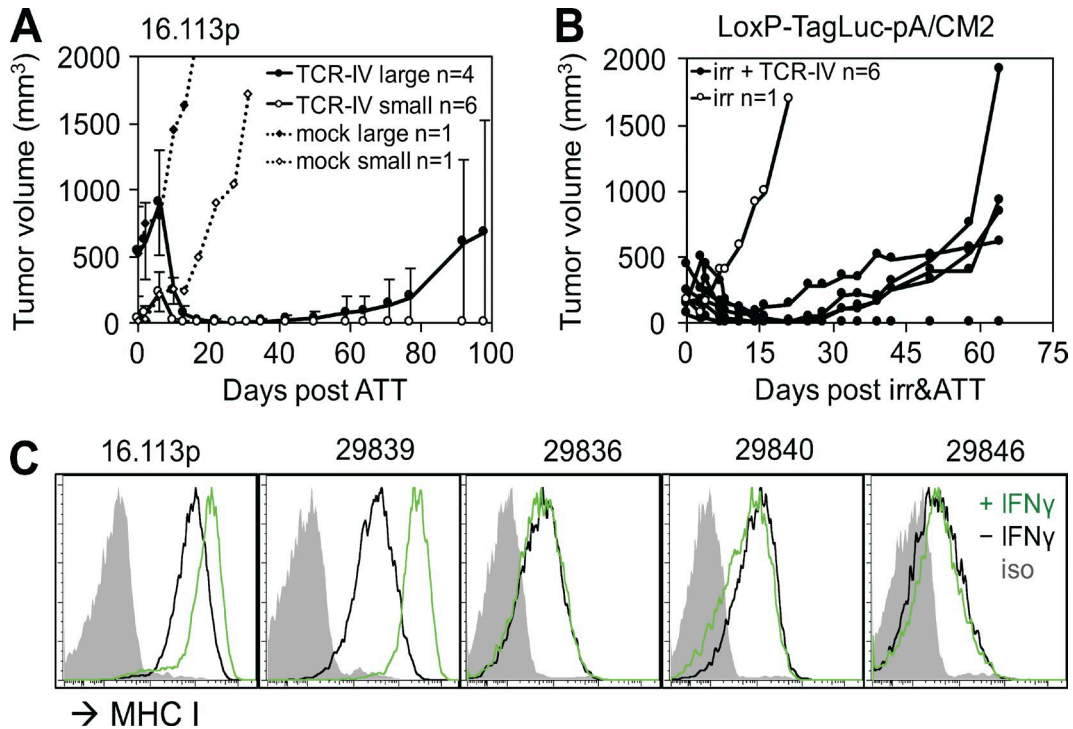 A
16.113p
Tumor volume (mm³)
2000
1500
1000
500
0
TCR-IV large n=4
TCR-IV small n=6
mock large n=1
mock small n=1
0 20 40 60 80 100
Days post ATT
B
LoxP-TagLuc-pA/CM2
Tumor volume (mm³)
2000
1500
1000
500
0
irr + TCR-IV n=6
irr n=1
0 15 30 45 60 75
Days post irr&ATT
C
16.113p 29839 29836 29840 29846
+ IFNγ
− IFNγ
iso
→ MHC I